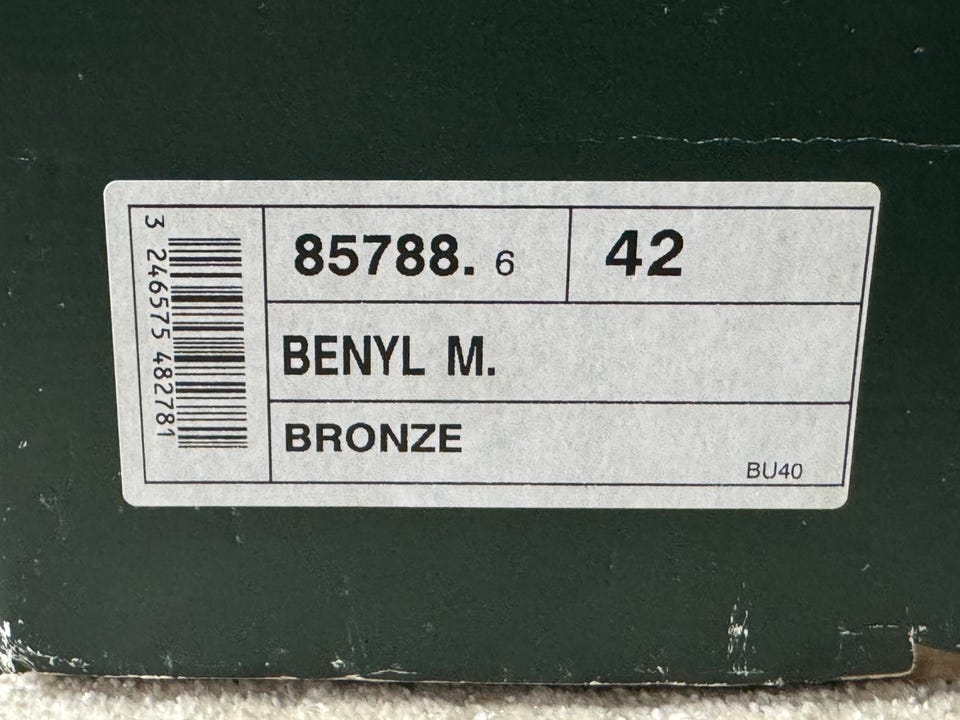 3 246575 482781
85788. 6
42
BENYL M.
BRONZE
BU40